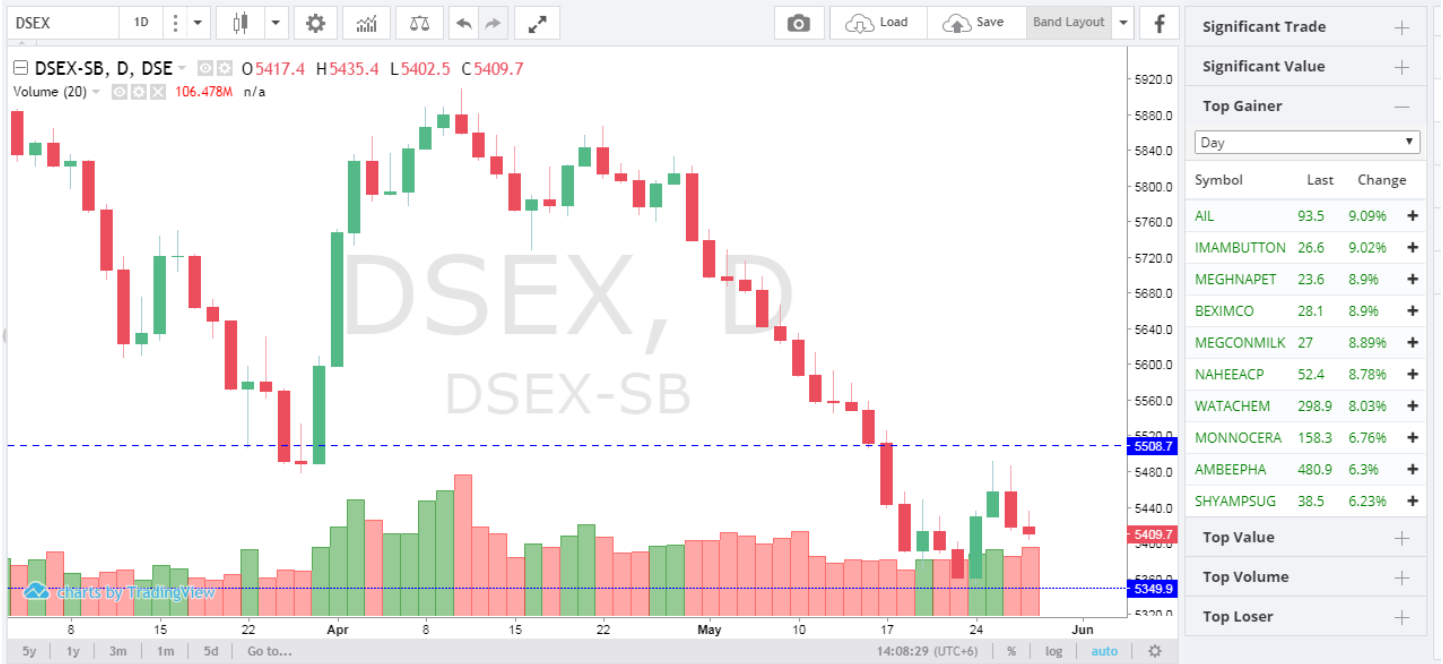 DSEX 1D Load Save Band Layout
DSEX-SB, D, DSE O5417.4 H5435.4 L5402.5 C5409.7
Volume (20) 106.478M n/a
DSEX, D
DSEX-SB
5920.0
5880.0
5840.0
5800.0
5760.0
5720.0
5680.0
5640.0
5600.0
5560.0
5520.0
5508.7
5480.0
5440.0
5409.7
5400.0
5360.0
5349.9
5320.0
charts by TradingView
8 15 22 Apr 8 15 22 May 10 17 24 Jun
5y 1y 3m 1m 5d Go to... 14:08:29 (UTC+6) % log auto
Significant Trade
Significant Value
Top Gainer
Day
Symbol Last Change
AIL 93.5 9.09%
IMAMBUTTON 26.6 9.02%
MEGHNAPET 23.6 8.9%
BEXIMCO 28.1 8.9%
MEGCONMILK 27 8.89%
NAHEEACP 52.4 8.78%
WATACHEM 298.9 8.03%
MONNOCERA 158.3 6.76%
AMBEEPHA 480.9 6.3%
SHYAMPSUG 38.5 6.23%
Top Value
Top Volume
Top Loser